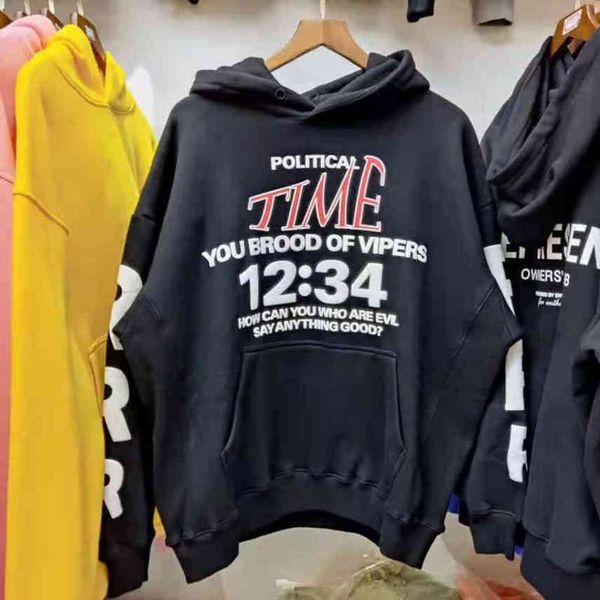 POLITICAL
TIME
YOU BROOD OF VIPERS
12:34
HOW CAN YOU WHO ARE EVIL
SAY ANYTHING GOOD?
R
R
R